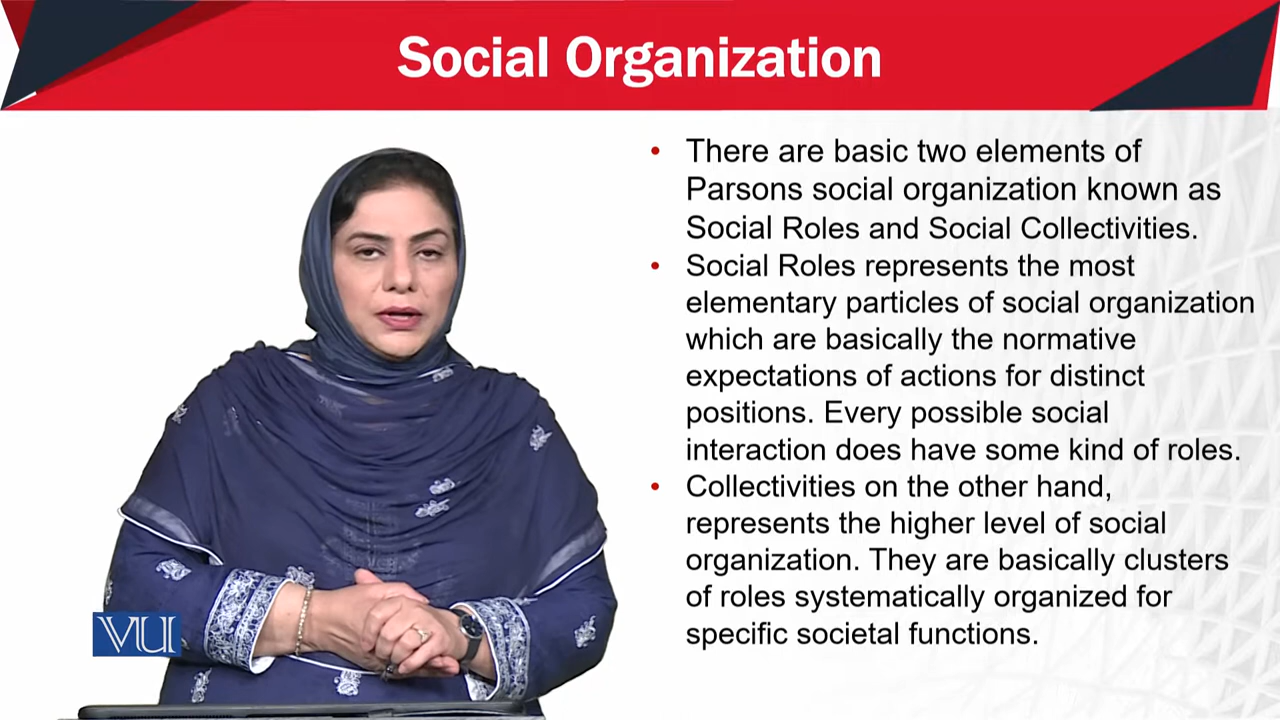 Social Organization
• There are basic two elements of
Parsons social organization known as
Social Roles and Social Collectivities.
• Social Roles represents the most
elementary particles of social organization
which are basically the normative
expectations of actions for distinct
positions. Every possible social
interaction does have some kind of roles.
• Collectivities on the other hand,
represents the higher level of social
organization. They are basically clusters
of roles systematically organized for
specific societal functions.
VU